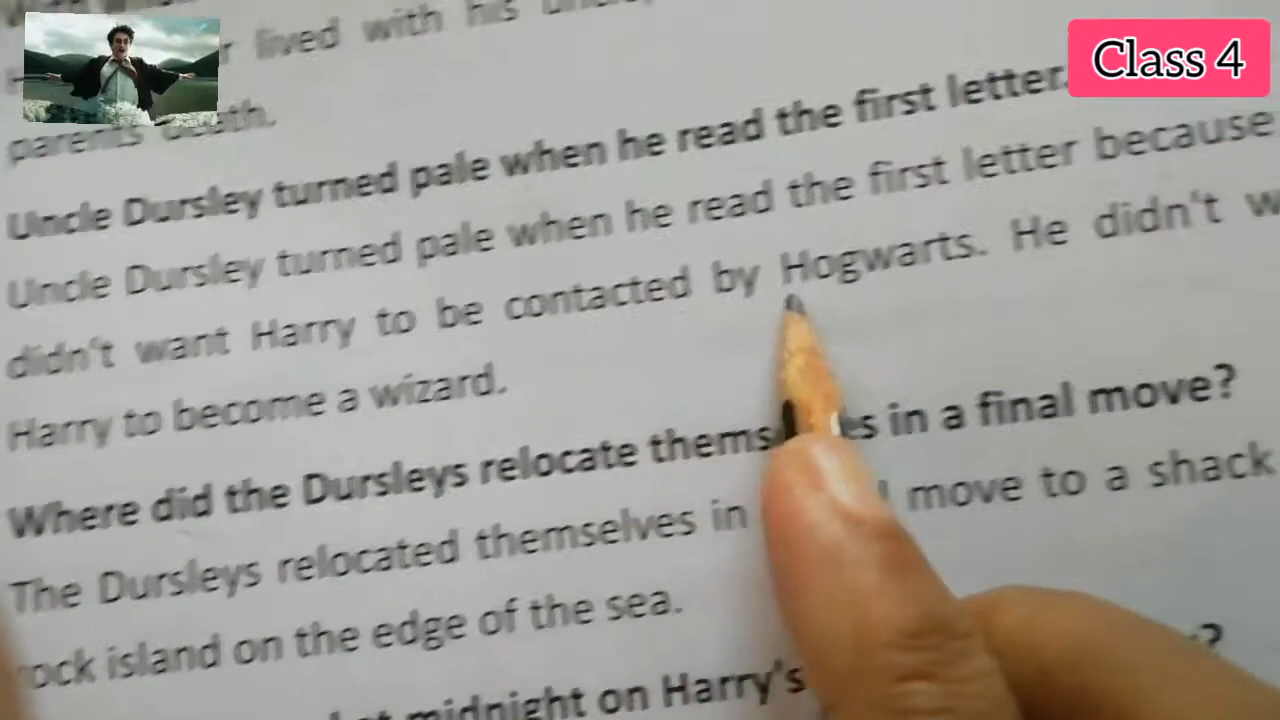 Class 4
lived with his
parents death.
Uncle Dursley turned pale when he read the first letter.
Uncle Dursley turned pale when he read the first letter because
didn't want Harry to be contacted by Hogwarts. He didn't w
Harry to become a wizard.
Where did the Dursleys relocate thems es in a final move?
The Dursleys relocated themselves in move to a shack
rock island on the edge of the sea.
at midnight on Harry's ?